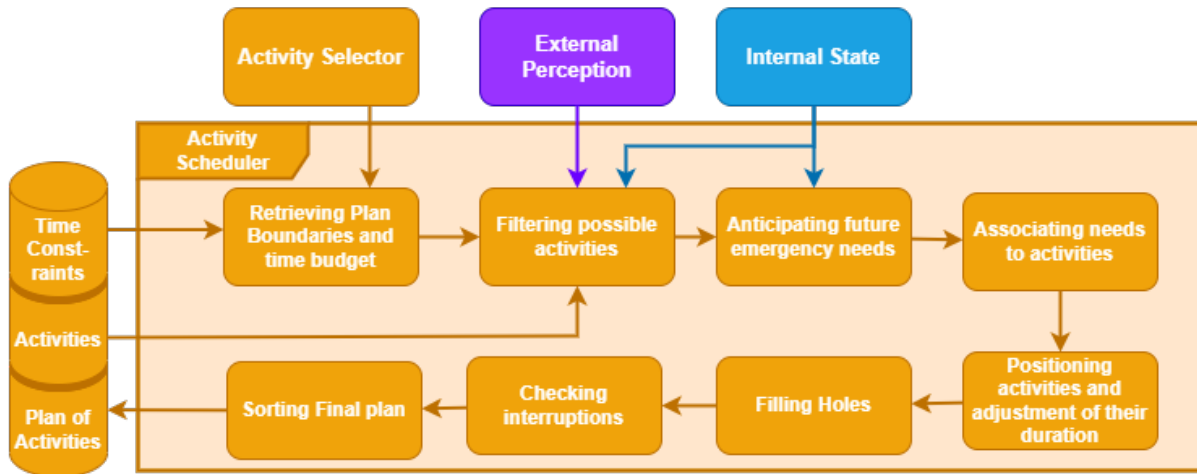 Activity Selector
External
Perception
Internal State
Activity
Scheduler
Time
Const-
raints
Retrieving Plan
Boundaries and
time budget
Filtering possible
activities
Anticipating future
emergency needs
Associating needs
to activities
Activities
Plan of
Activities
Sorting Final plan
Checking
interruptions
Filling Holes
Positioning
activities and
adjustment of their
duration